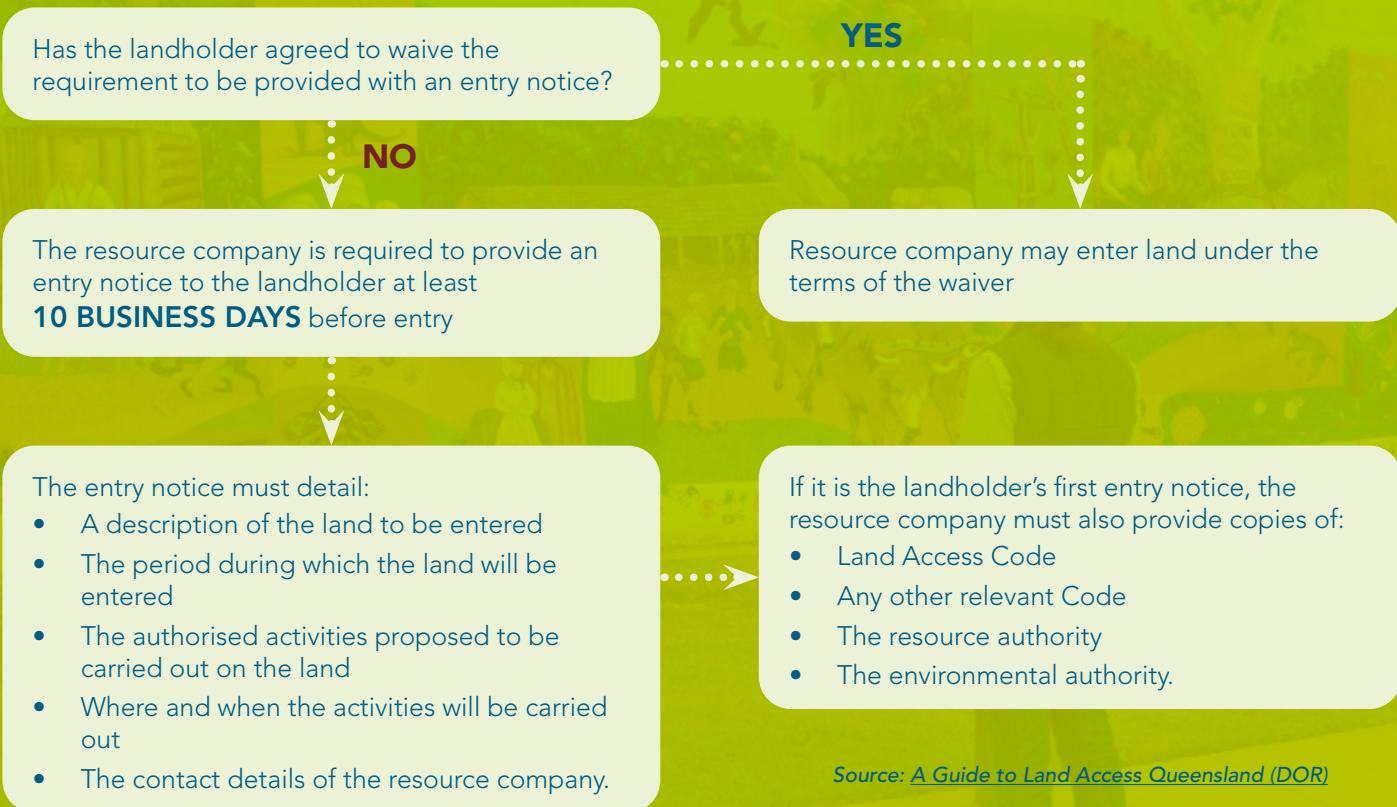 Has the landholder agreed to waive the
requirement to be provided with an entry notice?
YES
NO
The resource company is required to provide an
entry notice to the landholder at least
10 BUSINESS DAYS before entry
Resource company may enter land under the
terms of the waiver
The entry notice must detail:
• A description of the land to be entered
• The period during which the land will be
entered
• The authorised activities proposed to be
carried out on the land
• Where and when the activities will be carried
out
• The contact details of the resource company.
If it is the landholder’s first entry notice, the
resource company must also provide copies of:
• Land Access Code
• Any other relevant Code
• The resource authority
• The environmental authority.
Source: A Guide to Land Access Queensland (DOR)